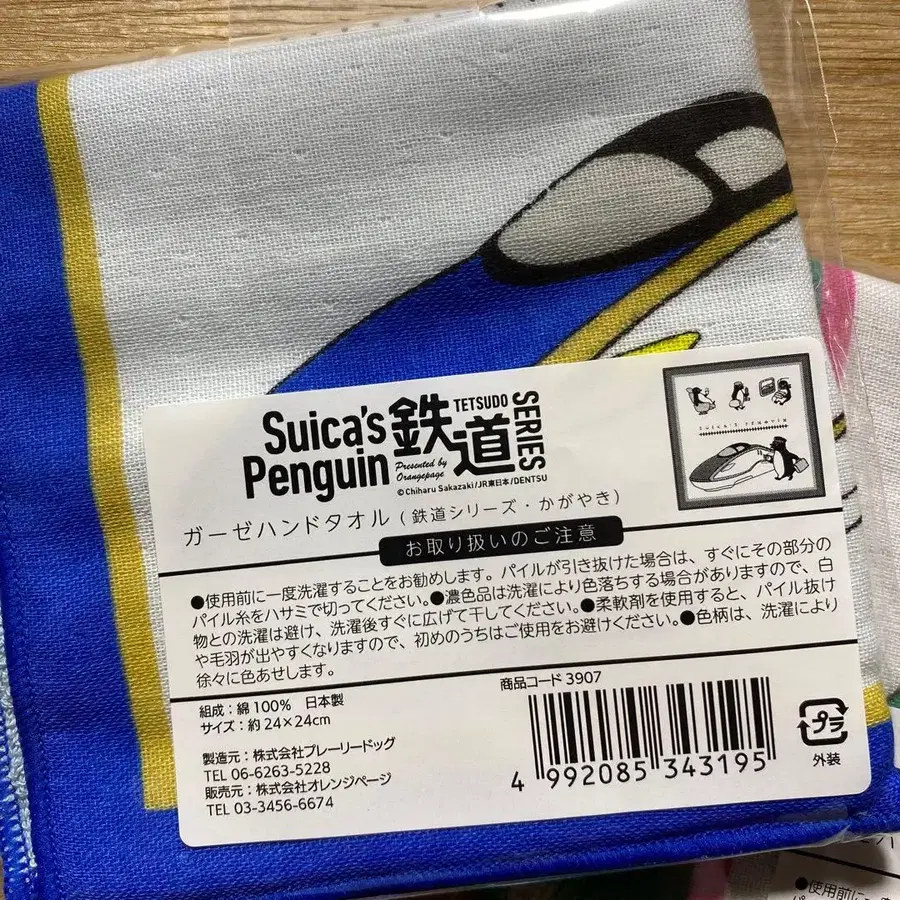 Suica's
Penguin
鉄道
TETSUDO
SERIES
Presented by
Orangepage
©Chiharu Sakazaki/JR東日本/DENTSU
SUICA'S PENGUIN
ガーゼハンドタオル(鉄道シリーズ・かがやき)
お取り扱いのご注意
●使用前に一度洗濯することをお勧めします。パイルが引き抜けた場合は、すぐにその部分の
パイル糸をハサミで切ってください。●濃色品は洗濯により色落ちする場合がありますので、白
物との洗濯は避け、洗濯後すぐに広げて干してください。●柔軟剤を使用すると、パイル抜け
や毛羽が出やすくなりますので、初めのうちはご使用をお避けください。●色柄は、洗濯により
徐々に色あせします。
組成:綿100% 日本製
サイズ:約24×24cm
商品コード 3907
製造元:株式会社プレーリードッグ
TEL 06-6263-5228
販売元:株式会社オレンジページ
TEL 03-3456-6674
4 992085 343195
プラ
外装
●使用前に一